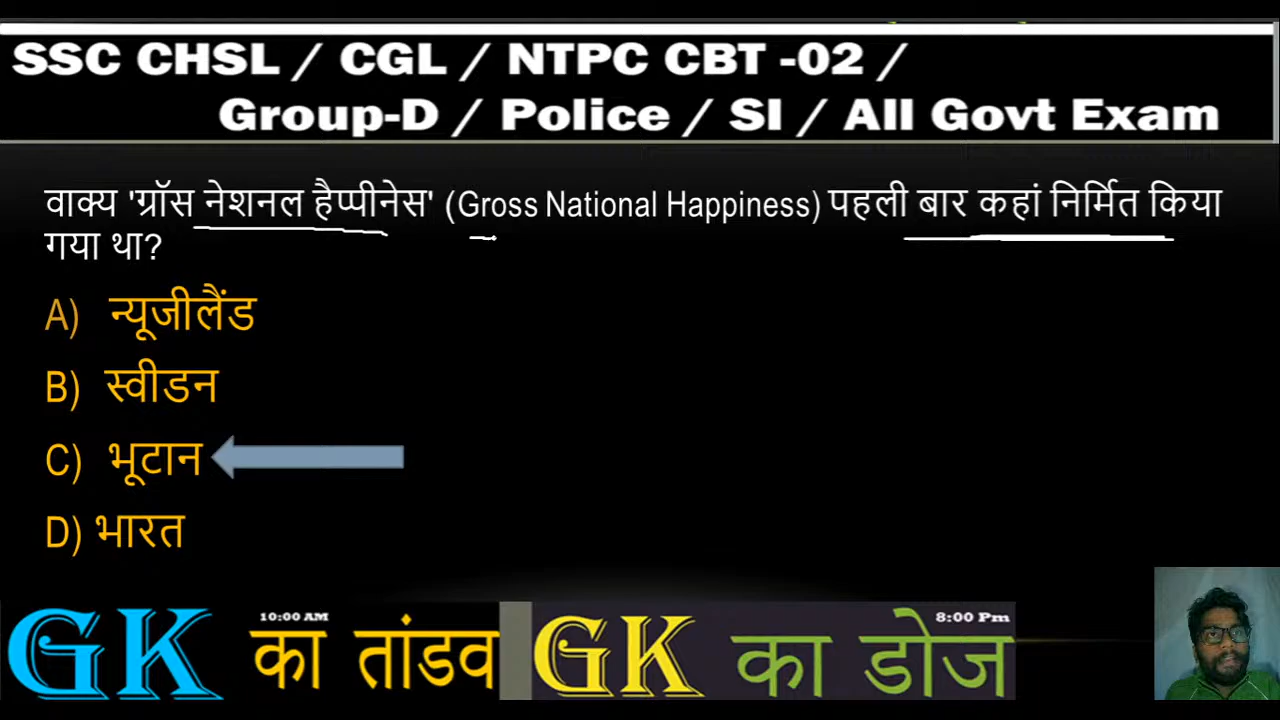 SSC CHSL / CGL / NTPC CBT -02 /
Group-D / Police / SI / All Govt Exam
वाक्य 'ग्रॉस नेशनल हैप्पीनेस' (Gross National Happiness) पहली बार कहां निर्मित किया
गया था?
A) न्यूजीलैंड
B) स्वीडन
C) भूटान
D) भारत
GK का तांडव 10:00 AM
GK का डोज 8:00 Pm